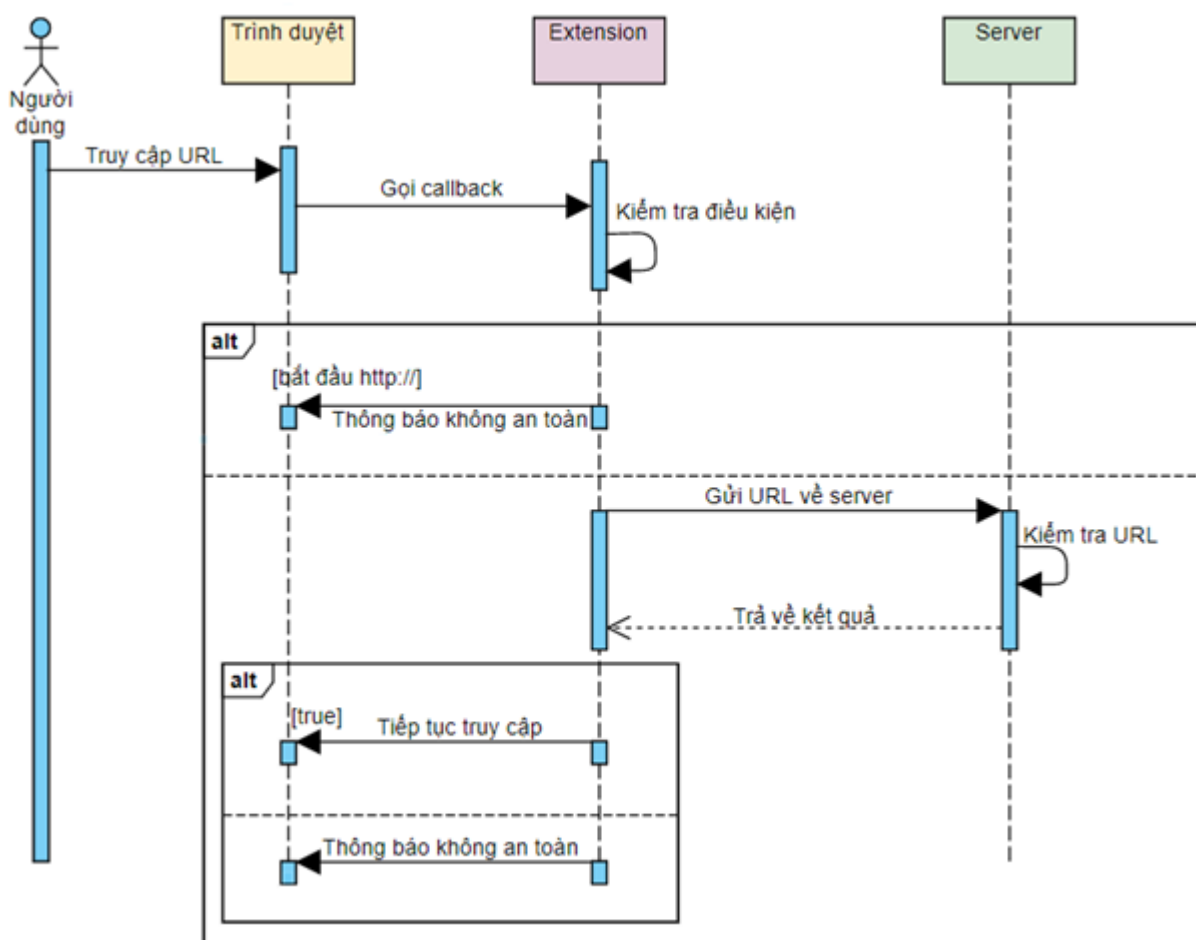 Trình duyệt
Extension
Server
Người
dùng
Truy cập URL
Gọi callback
Kiểm tra điều kiện
alt
[bắt đầu http://]
Thông báo không an toàn
Gửi URL về server
Kiểm tra URL
Trả về kết quả
alt
[true]
Tiếp tục truy cập
Thông báo không an toàn